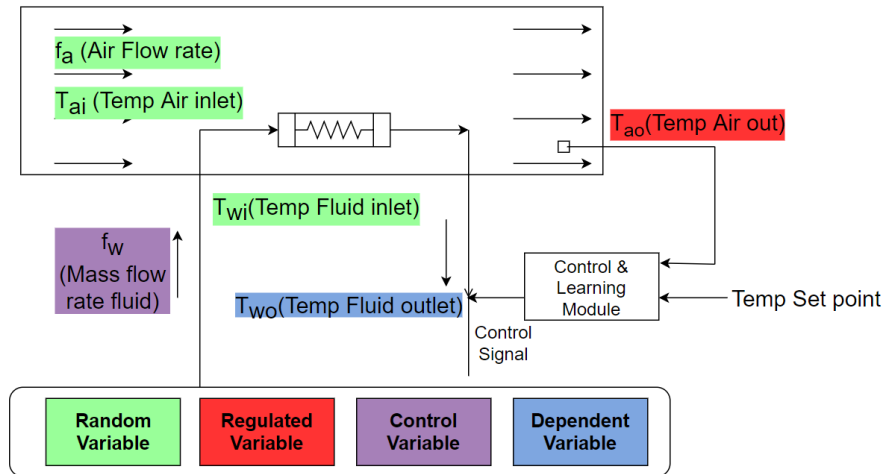 fa (Air Flow rate)
Tai (Temp Air inlet)
Tao(Temp Air out)
Twi(Temp Fluid inlet)
fw
(Mass flow
rate fluid)
Two(Temp Fluid outlet)
Control &
Learning
Module
Temp Set point
Control
Signal
Random
Variable
Regulated
Variable
Control
Variable
Dependent
Variable